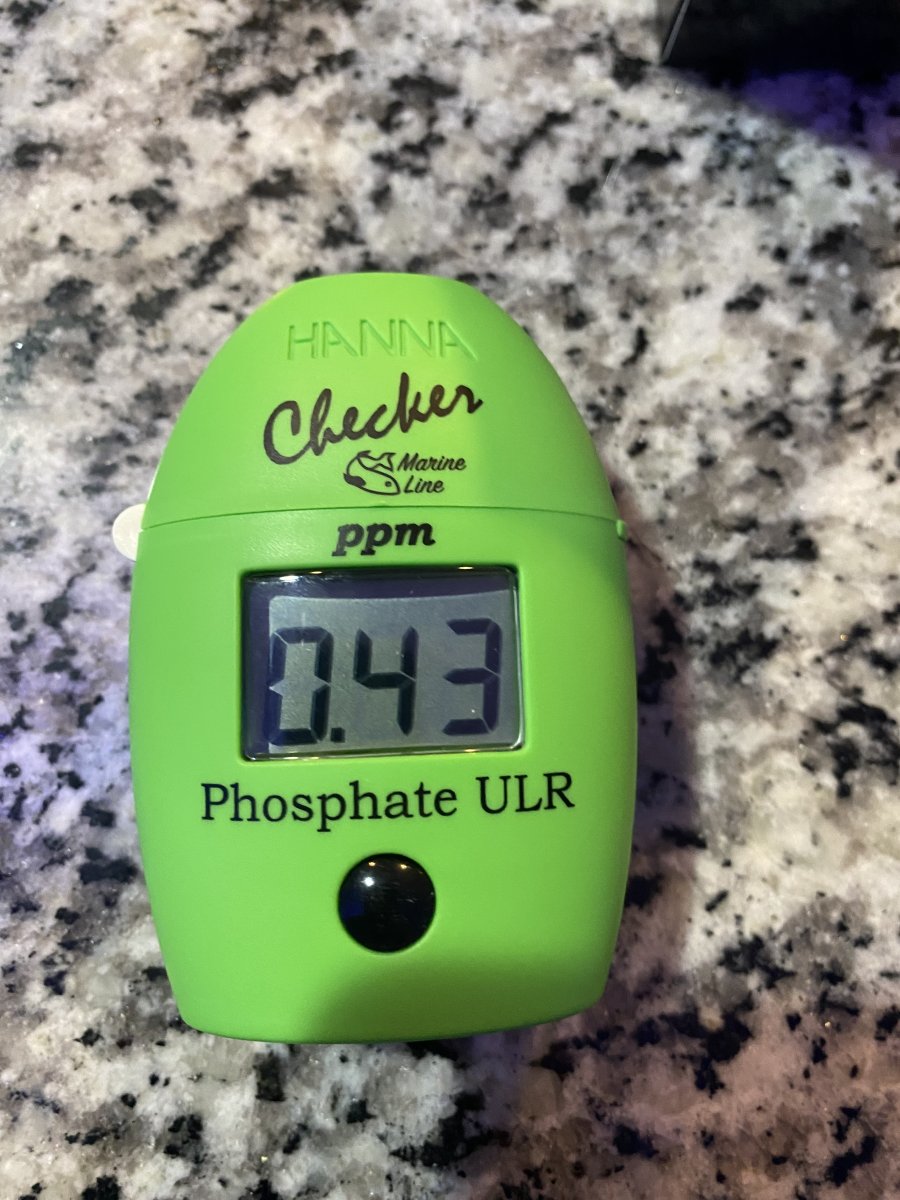 HANNA
Checker
Marine
Line
ppm
0.43
Phosphate ULR